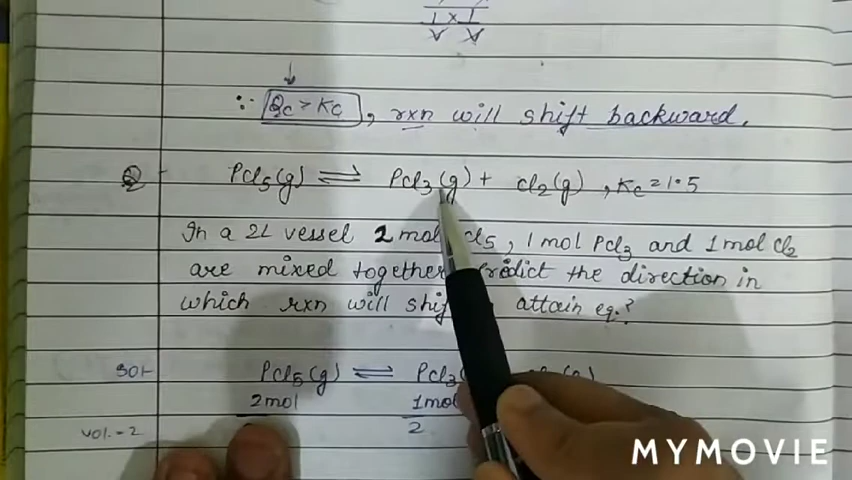 1 × 1
V V
↓
∵ Qc > Kc , rxn will shift backward.
Q PCl5(g) ⇌ PCl3(g) + Cl2(g) , Kc = 1.5
In a 2L vessel 2 mol Cl5, 1 mol PCl3 and 1 mol Cl2
are mixed together. Predict the direction in
which rxn will attain eq.?
Sol- PCl5(g) ⇌ PCl3
2mol 1mol
vol.-2 2
MYMOVIE